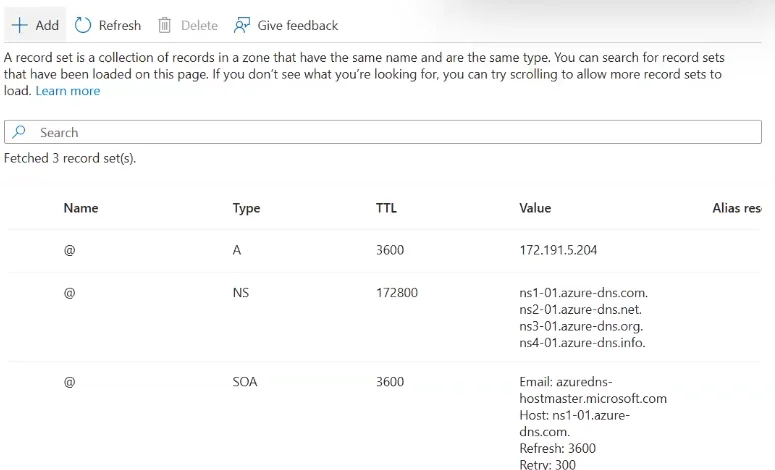 Add Refresh Delete Give feedback
A record set is a collection of records in a zone that have the same name and are the same type. You can search for record sets
that have been loaded on this page. If you don't see what you're looking for, you can try scrolling to allow more record sets to
load. Learn more
Search
Fetched 3 record set(s).
Name Type TTL Value Alias res
@ A 3600 172.191.5.204
@ NS 172800 ns1-01.azure-dns.com.
ns2-01.azure-dns.net.
ns3-01.azure-dns.org.
ns4-01.azure-dns.info.
@ SOA 3600 Email: azuredns-
hostmaster.microsoft.com
Host: ns1-01.azure-
dns.com.
Refresh: 3600
Retry: 300